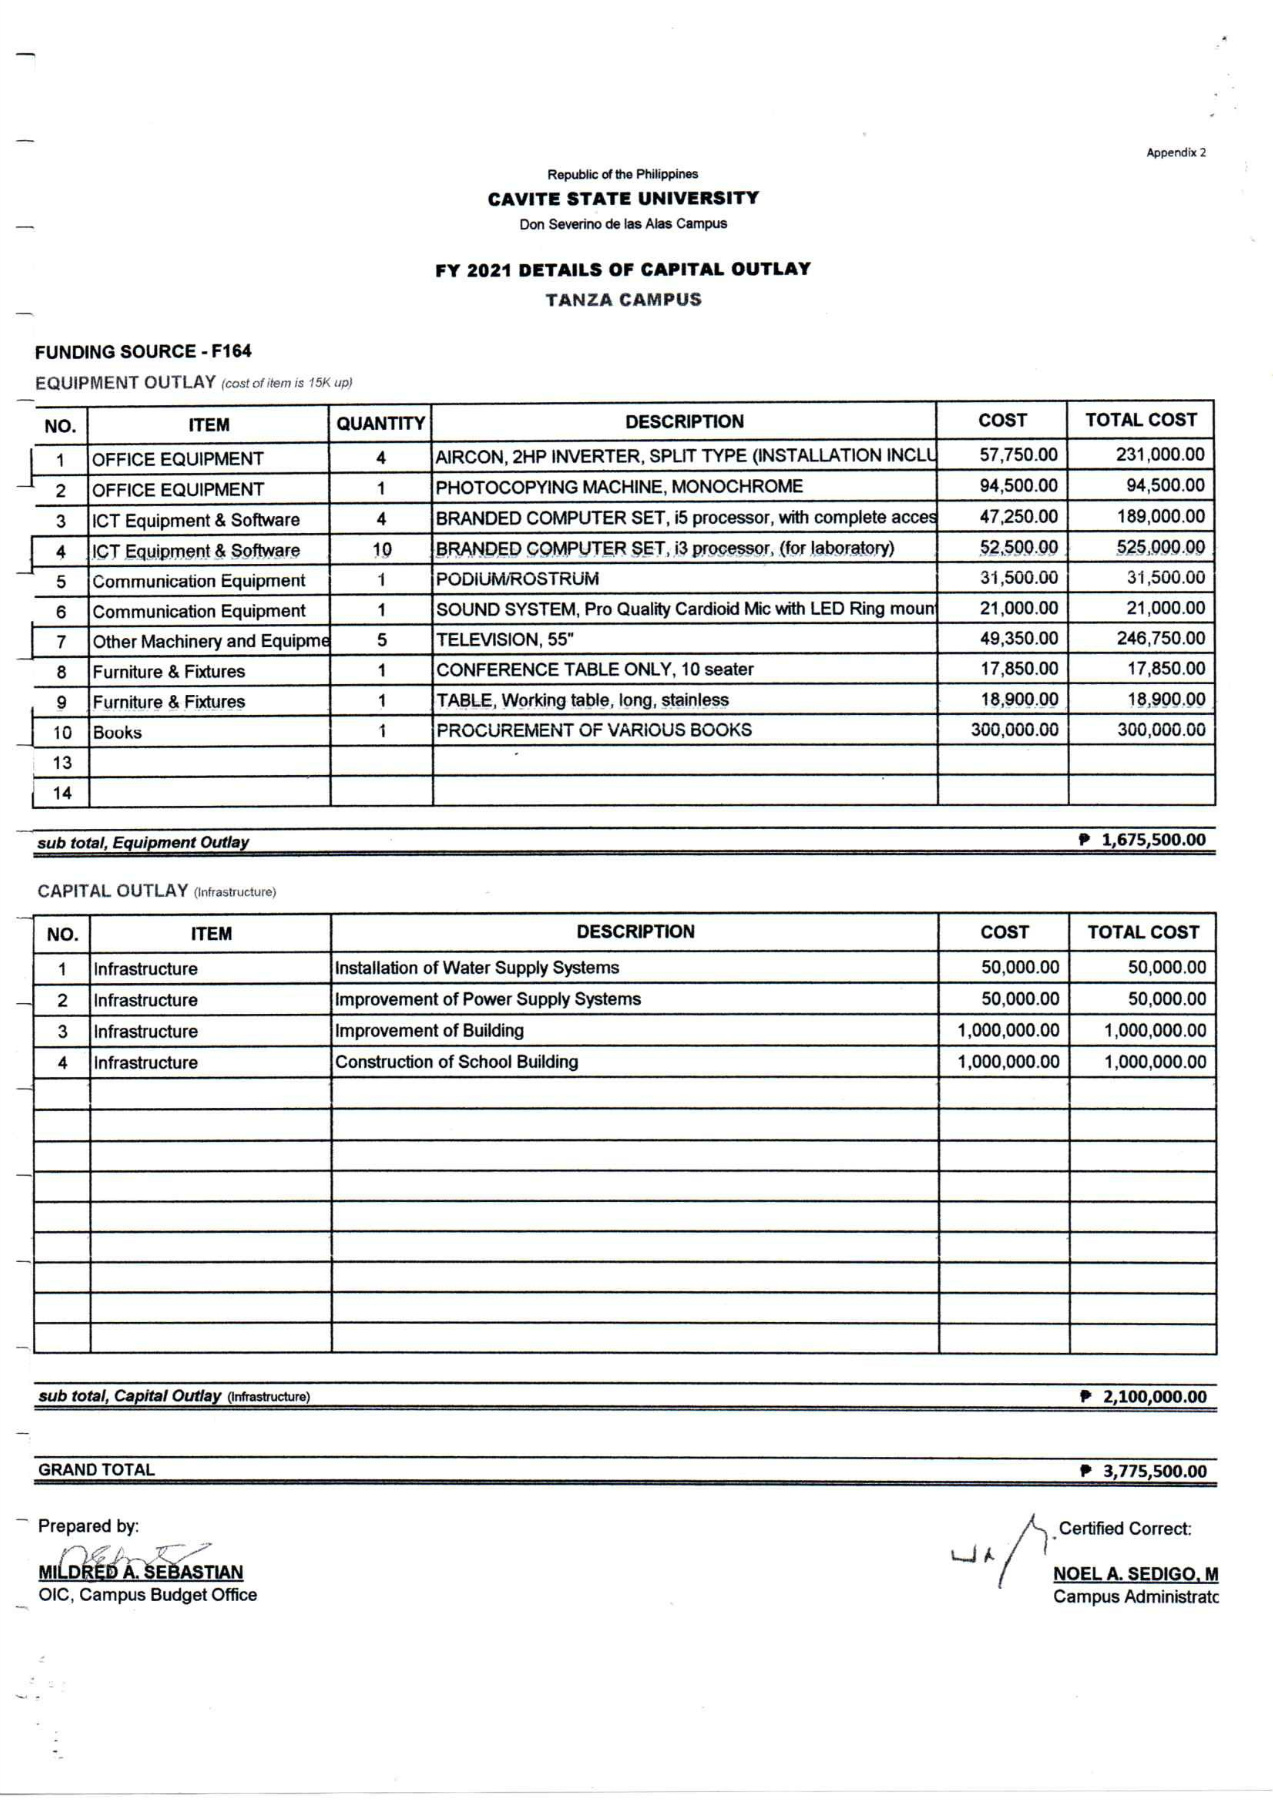 Appendix 2
Republic of the Philippines
CAVITE STATE UNIVERSITY
Don Severino de las Alas Campus
FY 2021 DETAILS OF CAPITAL OUTLAY
TANZA CAMPUS
FUNDING SOURCE - F164
EQUIPMENT OUTLAY (cost of item is 15K up)
NO. ITEM QUANTITY DESCRIPTION COST TOTAL COST
1 OFFICE EQUIPMENT 4 AIRCON, 2HP INVERTER, SPLIT TYPE (INSTALLATION INCLU 57,750.00 231,000.00
2 OFFICE EQUIPMENT 1 PHOTOCOPYING MACHINE, MONOCHROME 94,500.00 94,500.00
3 ICT Equipment & Software 4 BRANDED COMPUTER SET, i5 processor, with complete acces 47,250.00 189,000.00
4 ICT Equipment & Software 10 BRANDED COMPUTER SET, i3 processor, (for laboratory) 52,500.00 525,000.00
5 Communication Equipment 1 PODIUM/ROSTRUM 31,500.00 31,500.00
6 Communication Equipment 1 SOUND SYSTEM, Pro Quality Cardioid Mic with LED Ring moun 21,000.00 21,000.00
7 Other Machinery and Equipme 5 TELEVISION, 55" 49,350.00 246,750.00
8 Furniture & Fixtures 1 CONFERENCE TABLE ONLY, 10 seater 17,850.00 17,850.00
9 Furniture & Fixtures 1 TABLE, Working table, long, stainless 18,900.00 18,900.00
10 Books 1 PROCUREMENT OF VARIOUS BOOKS 300,000.00 300,000.00
13
14
sub total, Equipment Outlay ₱ 1,675,500.00
CAPITAL OUTLAY (Infrastructure)
NO. ITEM DESCRIPTION COST TOTAL COST
1 Infrastructure Installation of Water Supply Systems 50,000.00 50,000.00
2 Infrastructure Improvement of Power Supply Systems 50,000.00 50,000.00
3 Infrastructure Improvement of Building 1,000,000.00 1,000,000.00
4 Infrastructure Construction of School Building 1,000,000.00 1,000,000.00
sub total, Capital Outlay (Infrastructure) ₱ 2,100,000.00
GRAND TOTAL ₱ 3,775,500.00
Prepared by: Certified Correct:
MILDRED A. SEBASTIAN NOEL A. SEDIGO, M
OIC, Campus Budget Office Campus Administratc